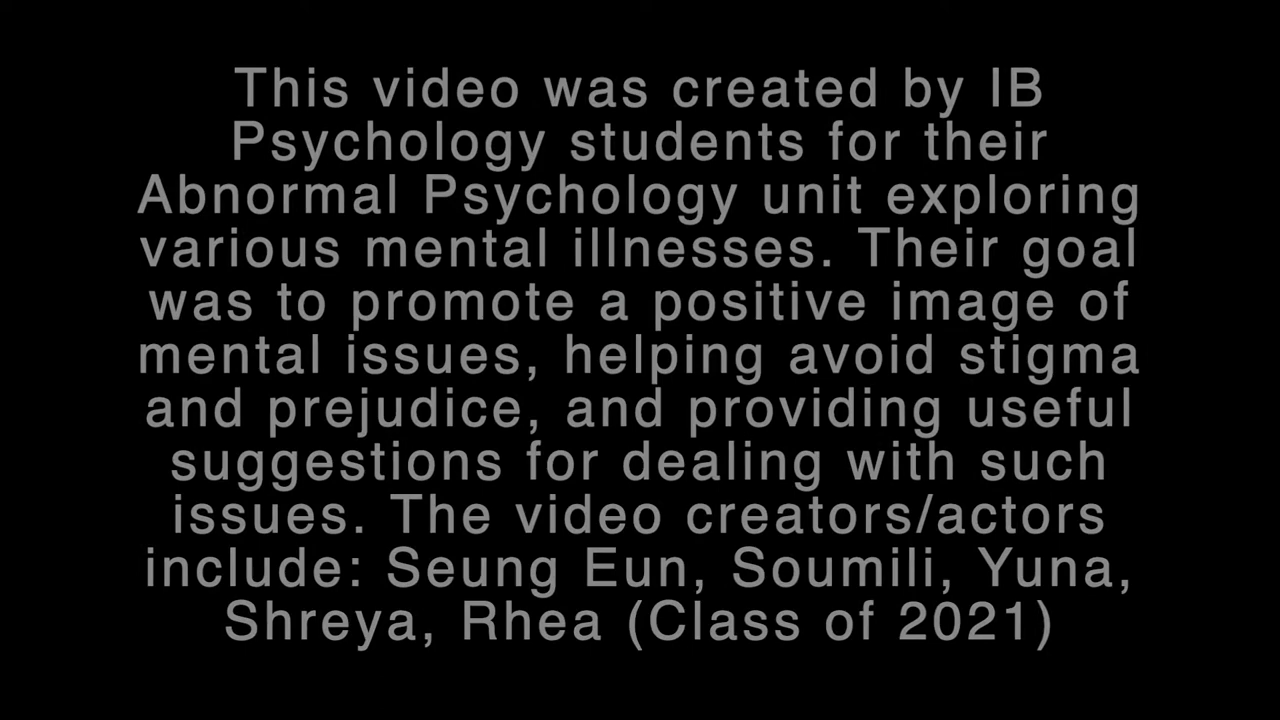 This video was created by IB
Psychology students for their
Abnormal Psychology unit exploring
various mental illnesses. Their goal
was to promote a positive image of
mental issues, helping avoid stigma
and prejudice, and providing useful
suggestions for dealing with such
issues. The video creators/actors
include: Seung Eun, Soumili, Yuna,
Shreya, Rhea (Class of 2021)